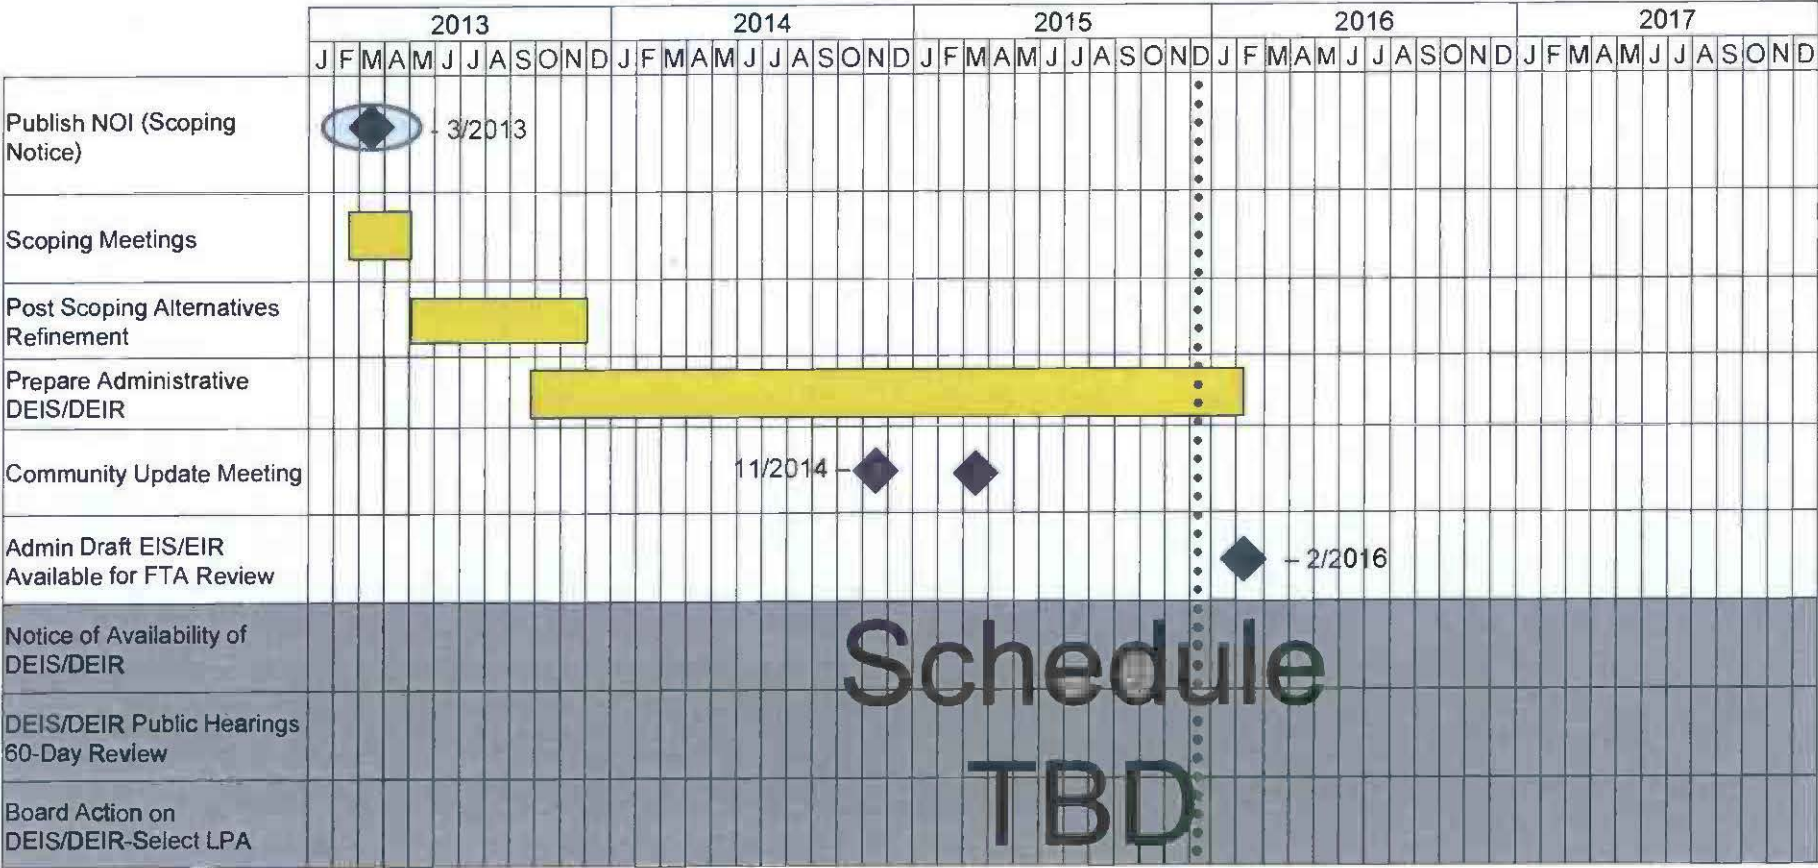 2013 2014 2015 2016 2017
J F M A M J J A S O N D J F M A M J J A S O N D J F M A M J J A S O N D J F M A M J J A S O N D J F M A M J J A S O N D
Publish NOI (Scoping
Notice)
- 3/2013
Scoping Meetings
Post Scoping Alternatives
Refinement
Prepare Administrative
DEIS/DEIR
Community Update Meeting
11/2014 –
Admin Draft EIS/EIR
Available for FTA Review
– 2/2016
Notice of Availability of
DEIS/DEIR
DEIS/DEIR Public Hearings
60-Day Review
Board Action on
DEIS/DEIR-Select LPA
Schedule
TBD